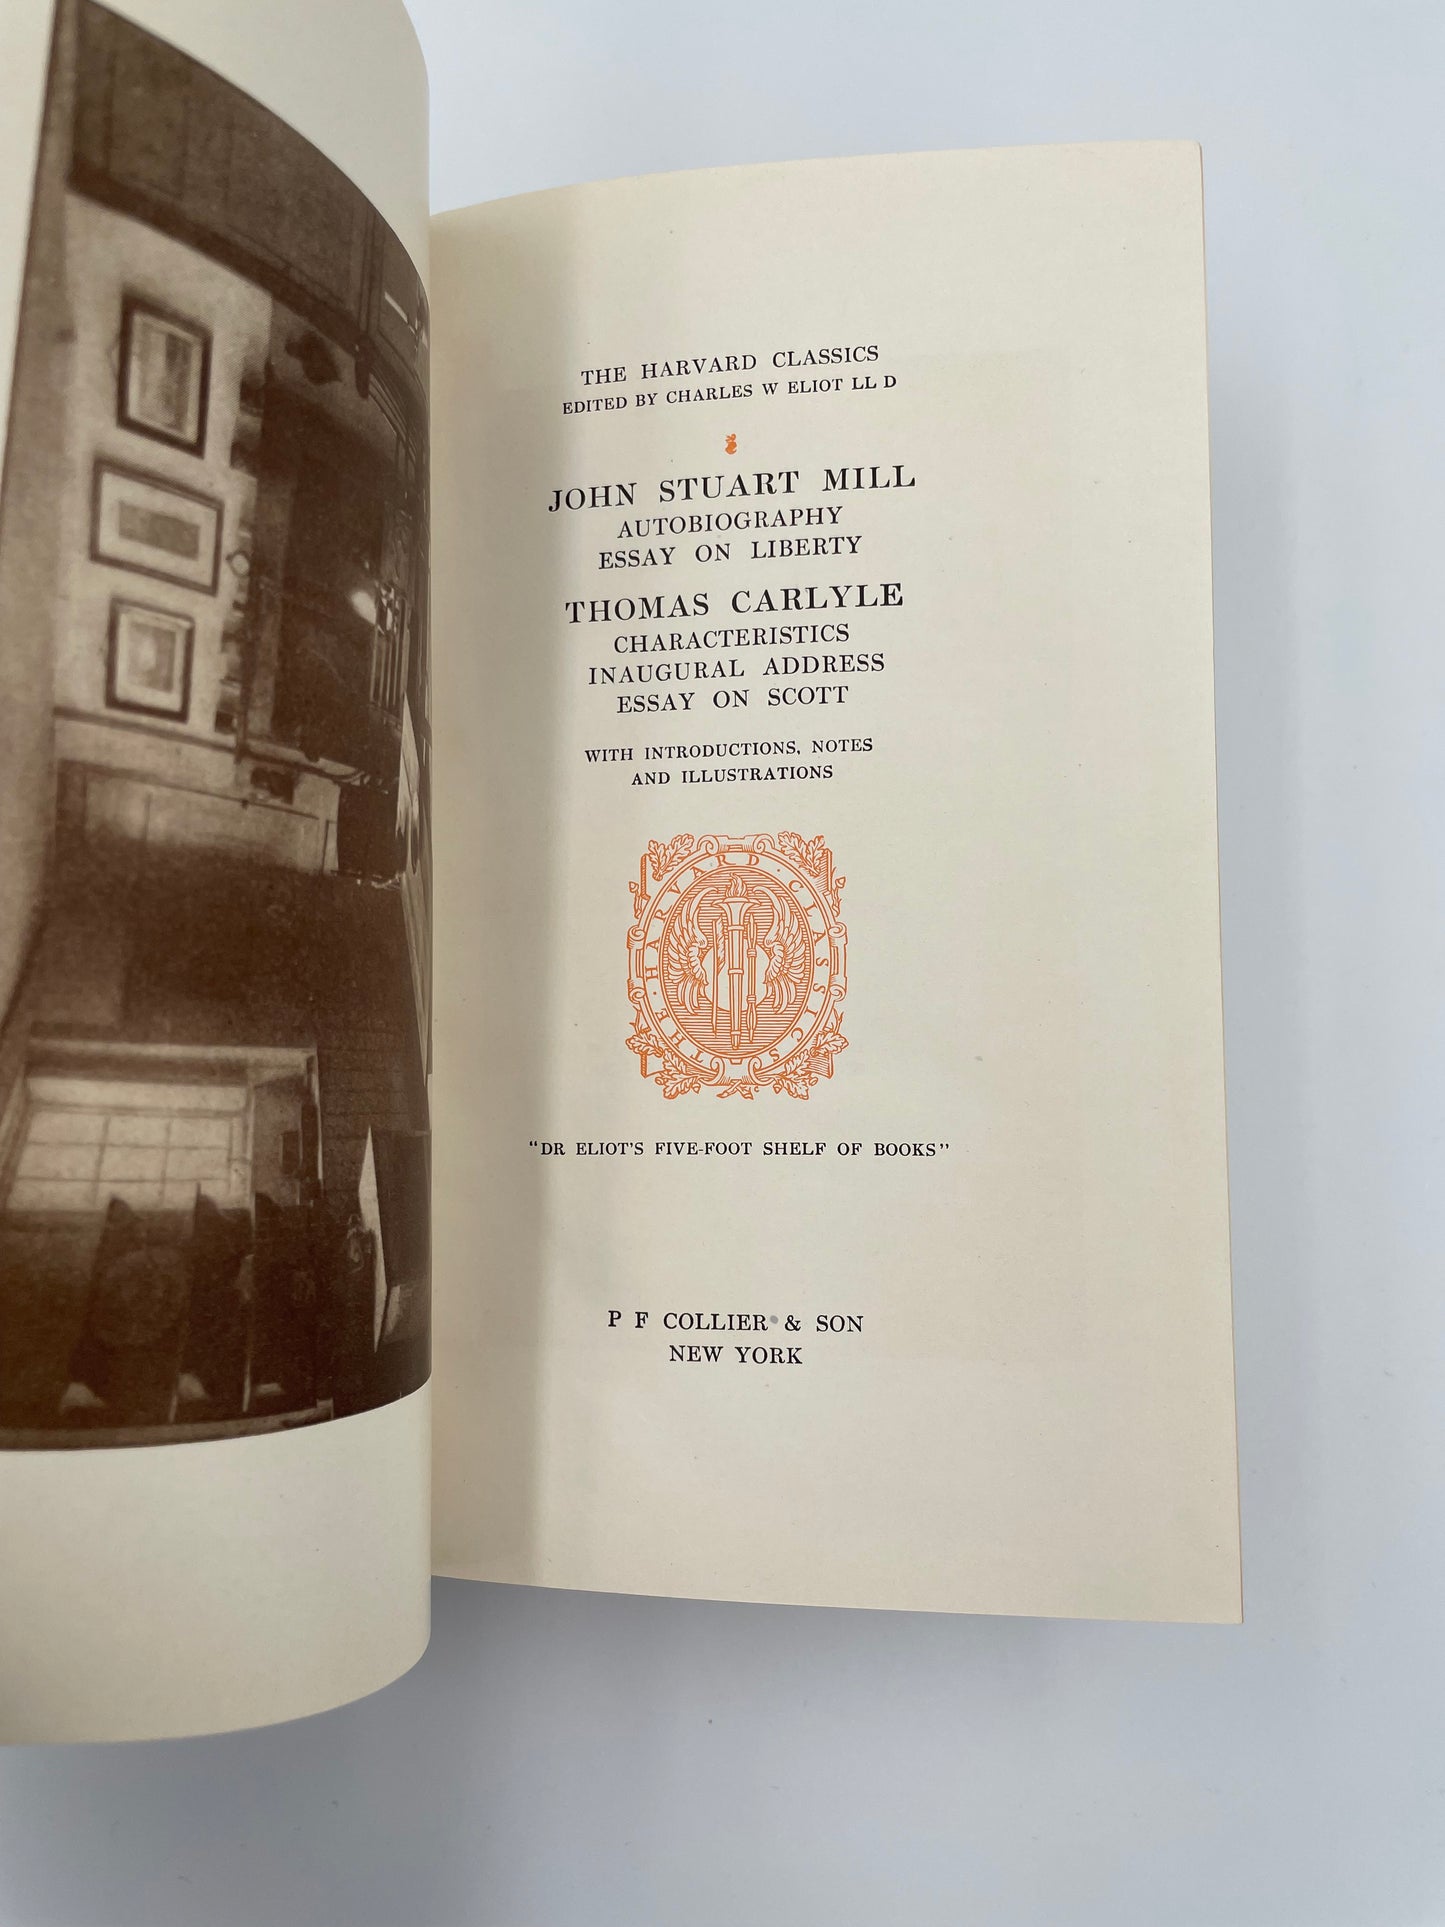 THE HARVARD CLASSICS
EDITED BY CHARLES W ELIOT LL D
JOHN STUART MILL
AUTOBIOGRAPHY
ESSAY ON LIBERTY
THOMAS CARLYLE
CHARACTERISTICS
INAUGURAL ADDRESS
ESSAY ON SCOTT
WITH INTRODUCTIONS, NOTES
AND ILLUSTRATIONS
THE · HARVARD · CLASSICS
"DR ELIOT'S FIVE-FOOT SHELF OF BOOKS"
P F COLLIER & SON
NEW YORK